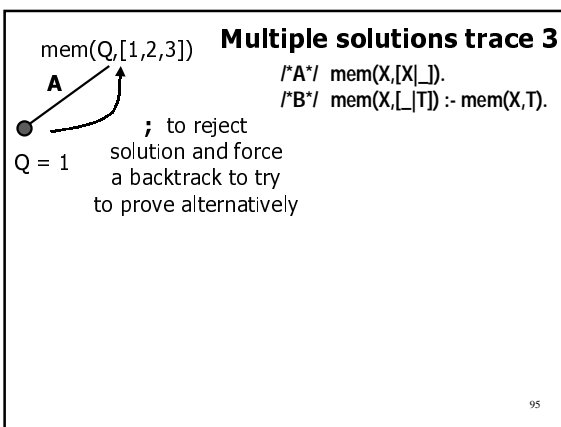 Multiple solutions trace 3
mem(Q,[1,2,3])
/*A*/ mem(X,[X|_]).
/*B*/ mem(X,[_|T]) :- mem(X,T).
A
Q = 1
; to reject
solution and force
a backtrack to try
to prove alternatively
95